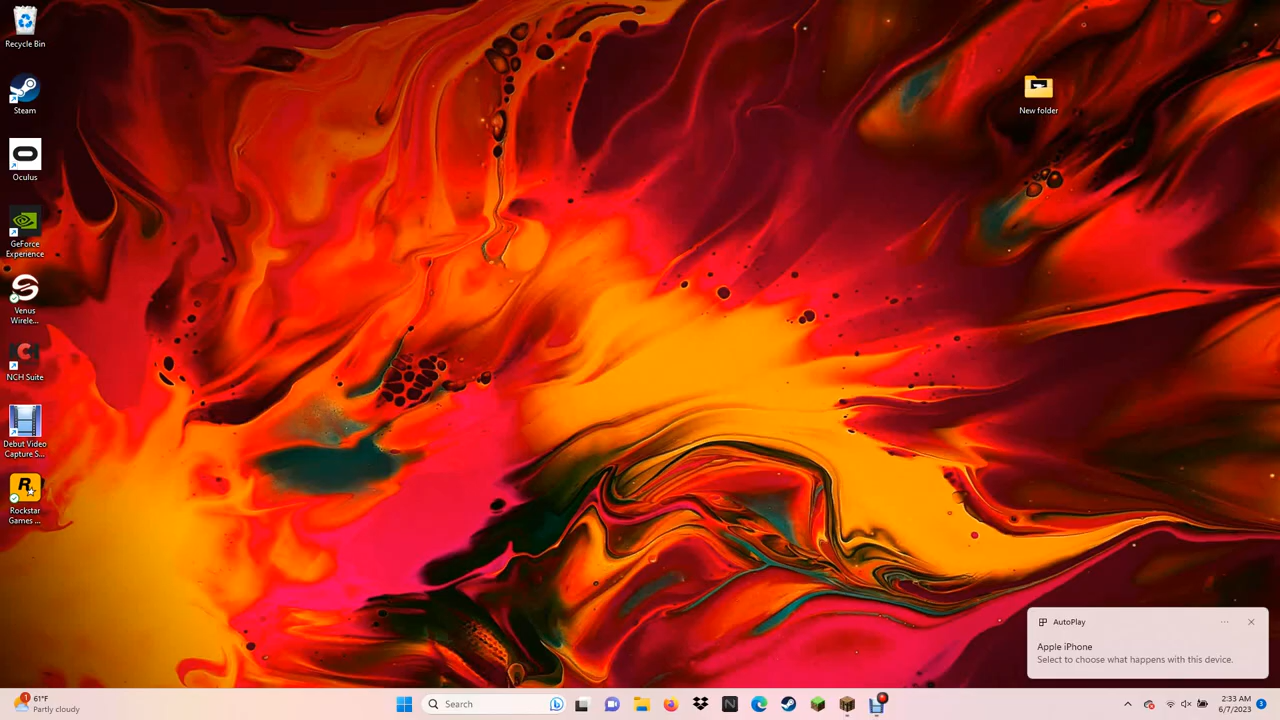 Recycle Bin
Steam
Oculus
GeForce
Experience
Venus
Wirele...
NCH Suite
Debut Video
Capture S...
Rockstar
Games ...
New folder
AutoPlay
Apple iPhone
Select to choose what happens with this device.
1
61°F
Partly cloudy
Search
2:33 AM
6/7/2023
3